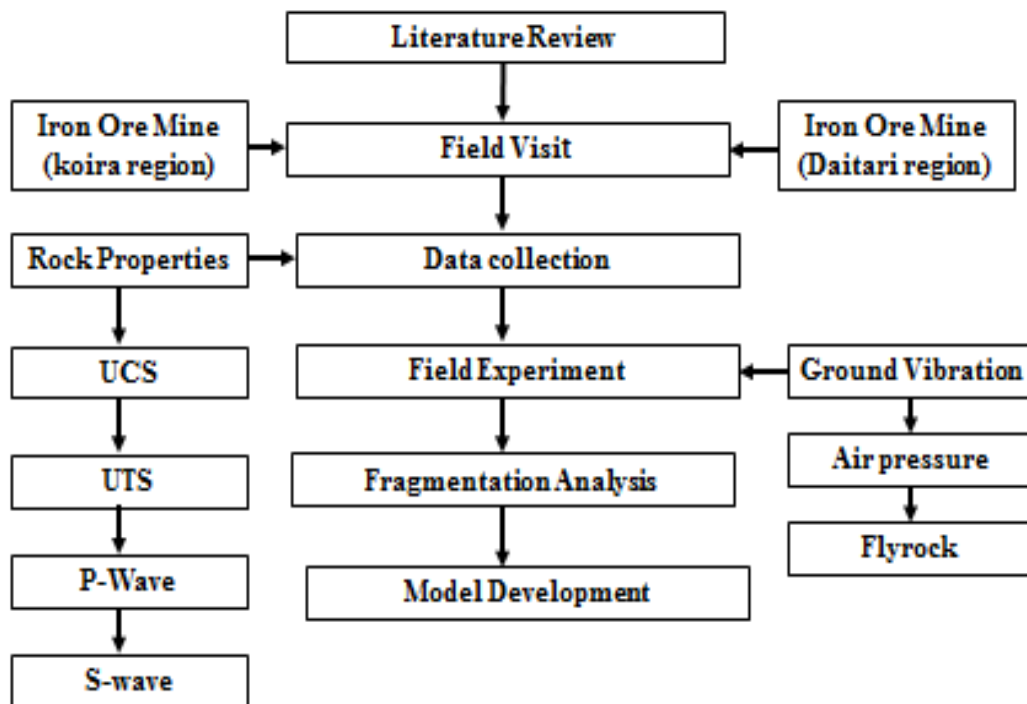 Literature Review
Iron Ore Mine
(koira region)
Field Visit
Iron Ore Mine
(Daitari region)
Rock Properties
Data collection
UCS
Field Experiment
Ground Vibration
UTS
Fragmentation Analysis
Air pressure
Flyrock
P-Wave
Model Development
S-wave